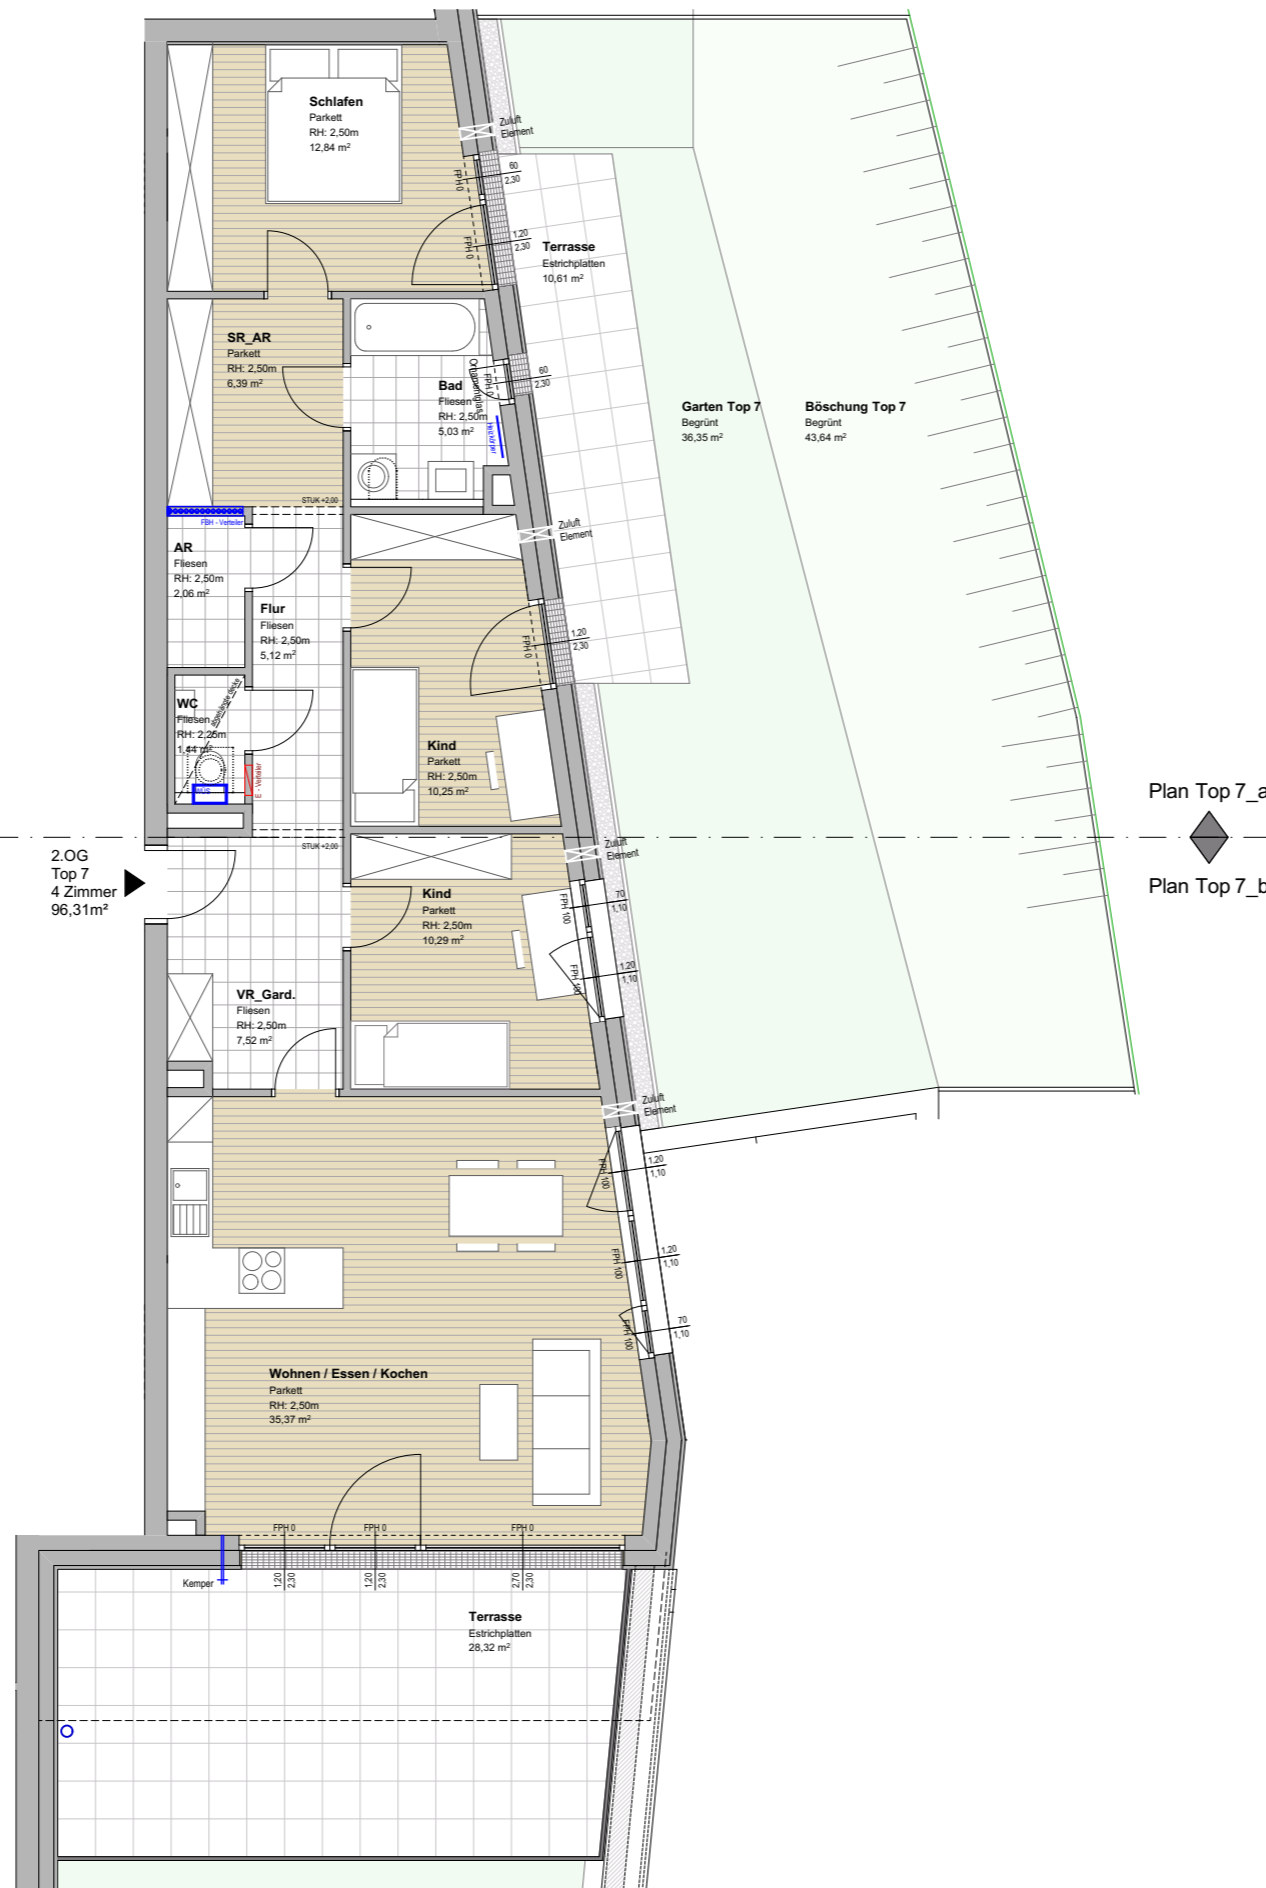 Schlafen
Parkett
RH: 2,50m
12,84 m²
Zuluft
Element
FPH 0
60
2,30
FPH 0
1,20
2,30
Terrasse
Estrichplatten
10,61 m²
SR_AR
Parkett
RH: 2,50m
6,39 m²
Bad
Fliesen
RH: 2,50m
5,03 m²
Ornamentglas
FPH 0
60
2,30
Heizkörper
Garten Top 7
Begrünt
36,35 m²
Böschung Top 7
Begrünt
43,64 m²
STUK +2,00
FBH - Verteiler
Zuluft
Element
AR
Fliesen
RH: 2,50m
2,06 m²
Flur
Fliesen
RH: 2,50m
5,12 m²
FPH 0
1,20
2,30
WC
Fliesen
RH: 2,25m
1,44 m²
abgehängte decke
WÜS
E - Verteiler
Kind
Parkett
RH: 2,50m
10,25 m²
Plan Top 7_a
Plan Top 7_b
STUK +2,00
Zuluft
Element
2.OG
Top 7
4 Zimmer
96,31m²
Kind
Parkett
RH: 2,50m
10,29 m²
FPH 100
70
1,10
FPH 100
1,20
1,10
VR_Gard.
Fliesen
RH: 2,50m
7,52 m²
Zuluft
Element
FPH 100
1,20
1,10
FPH 100
1,20
1,10
FPH 100
70
1,10
Wohnen / Essen / Kochen
Parkett
RH: 2,50m
35,37 m²
FPH 0
FPH 0
FPH 0
Kemper
1,20
2,30
1,20
2,30
2,70
2,30
Terrasse
Estrichplatten
28,32 m²